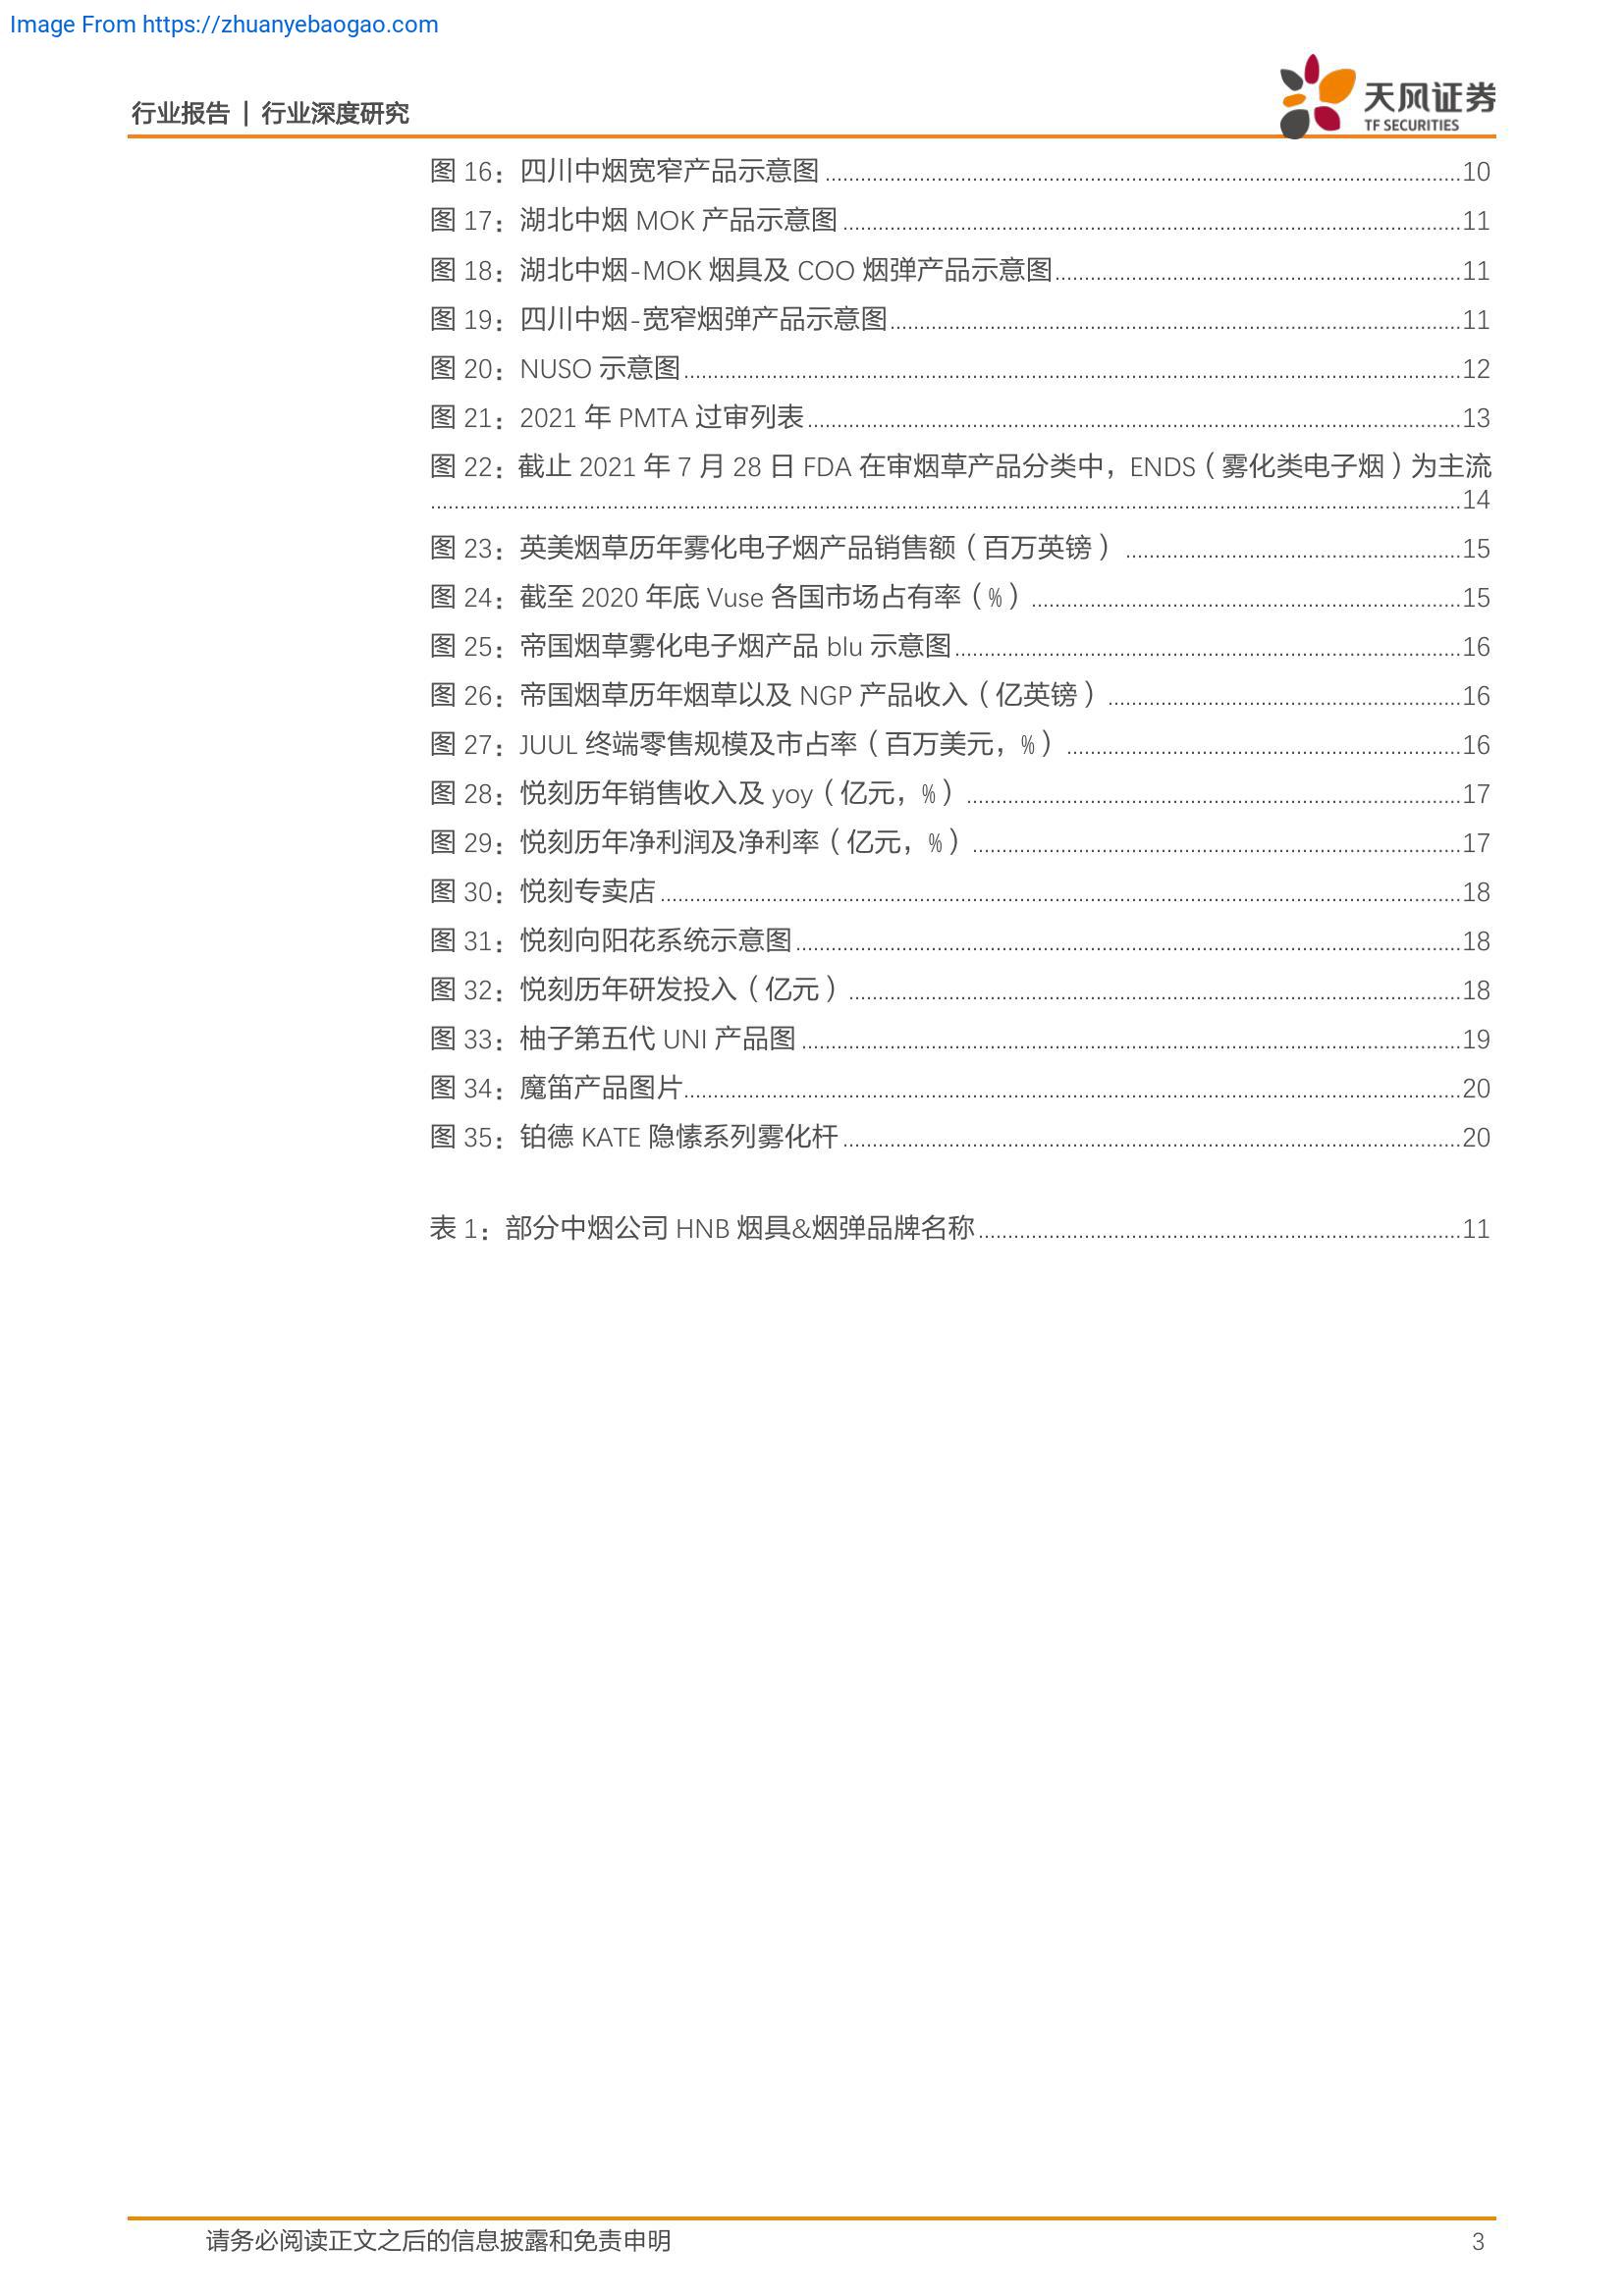 Image From https://zhuanyebaogao.com
行业报告 | 行业深度研究
天风证券
TF SECURITIES
图 16：四川中烟宽窄产品示意图 ........ 10
图 17：湖北中烟 MOK 产品示意图 ........ 11
图 18：湖北中烟-MOK 烟具及 COO 烟弹产品示意图 ........ 11
图 19：四川中烟-宽窄烟弹产品示意图 ........ 11
图 20：NUSO 示意图 ........ 12
图 21：2021 年 PMTA 过审列表 ........ 13
图 22：截止 2021 年 7 月 28 日 FDA 在审烟草产品分类中，ENDS（雾化类电子烟）为主流
........ 14
图 23：英美烟草历年雾化电子烟产品销售额（百万英镑） ........ 15
图 24：截至 2020 年底 Vuse 各国市场占有率（%） ........ 15
图 25：帝国烟草雾化电子烟产品 blu 示意图 ........ 16
图 26：帝国烟草历年烟草以及 NGP 产品收入（亿英镑） ........ 16
图 27：JUUL 终端零售规模及市占率（百万美元，%） ........ 16
图 28：悦刻历年销售收入及 yoy（亿元，%） ........ 17
图 29：悦刻历年净利润及净利率（亿元，%） ........ 17
图 30：悦刻专卖店 ........ 18
图 31：悦刻向阳花系统示意图 ........ 18
图 32：悦刻历年研发投入（亿元） ........ 18
图 33：柚子第五代 UNI 产品图 ........ 19
图 34：魔笛产品图片 ........ 20
图 35：铂德 KATE 隐愫系列雾化杆 ........ 20
表 1：部分中烟公司 HNB 烟具&烟弹品牌名称 ........ 11
请务必阅读正文之后的信息披露和免责申明 3